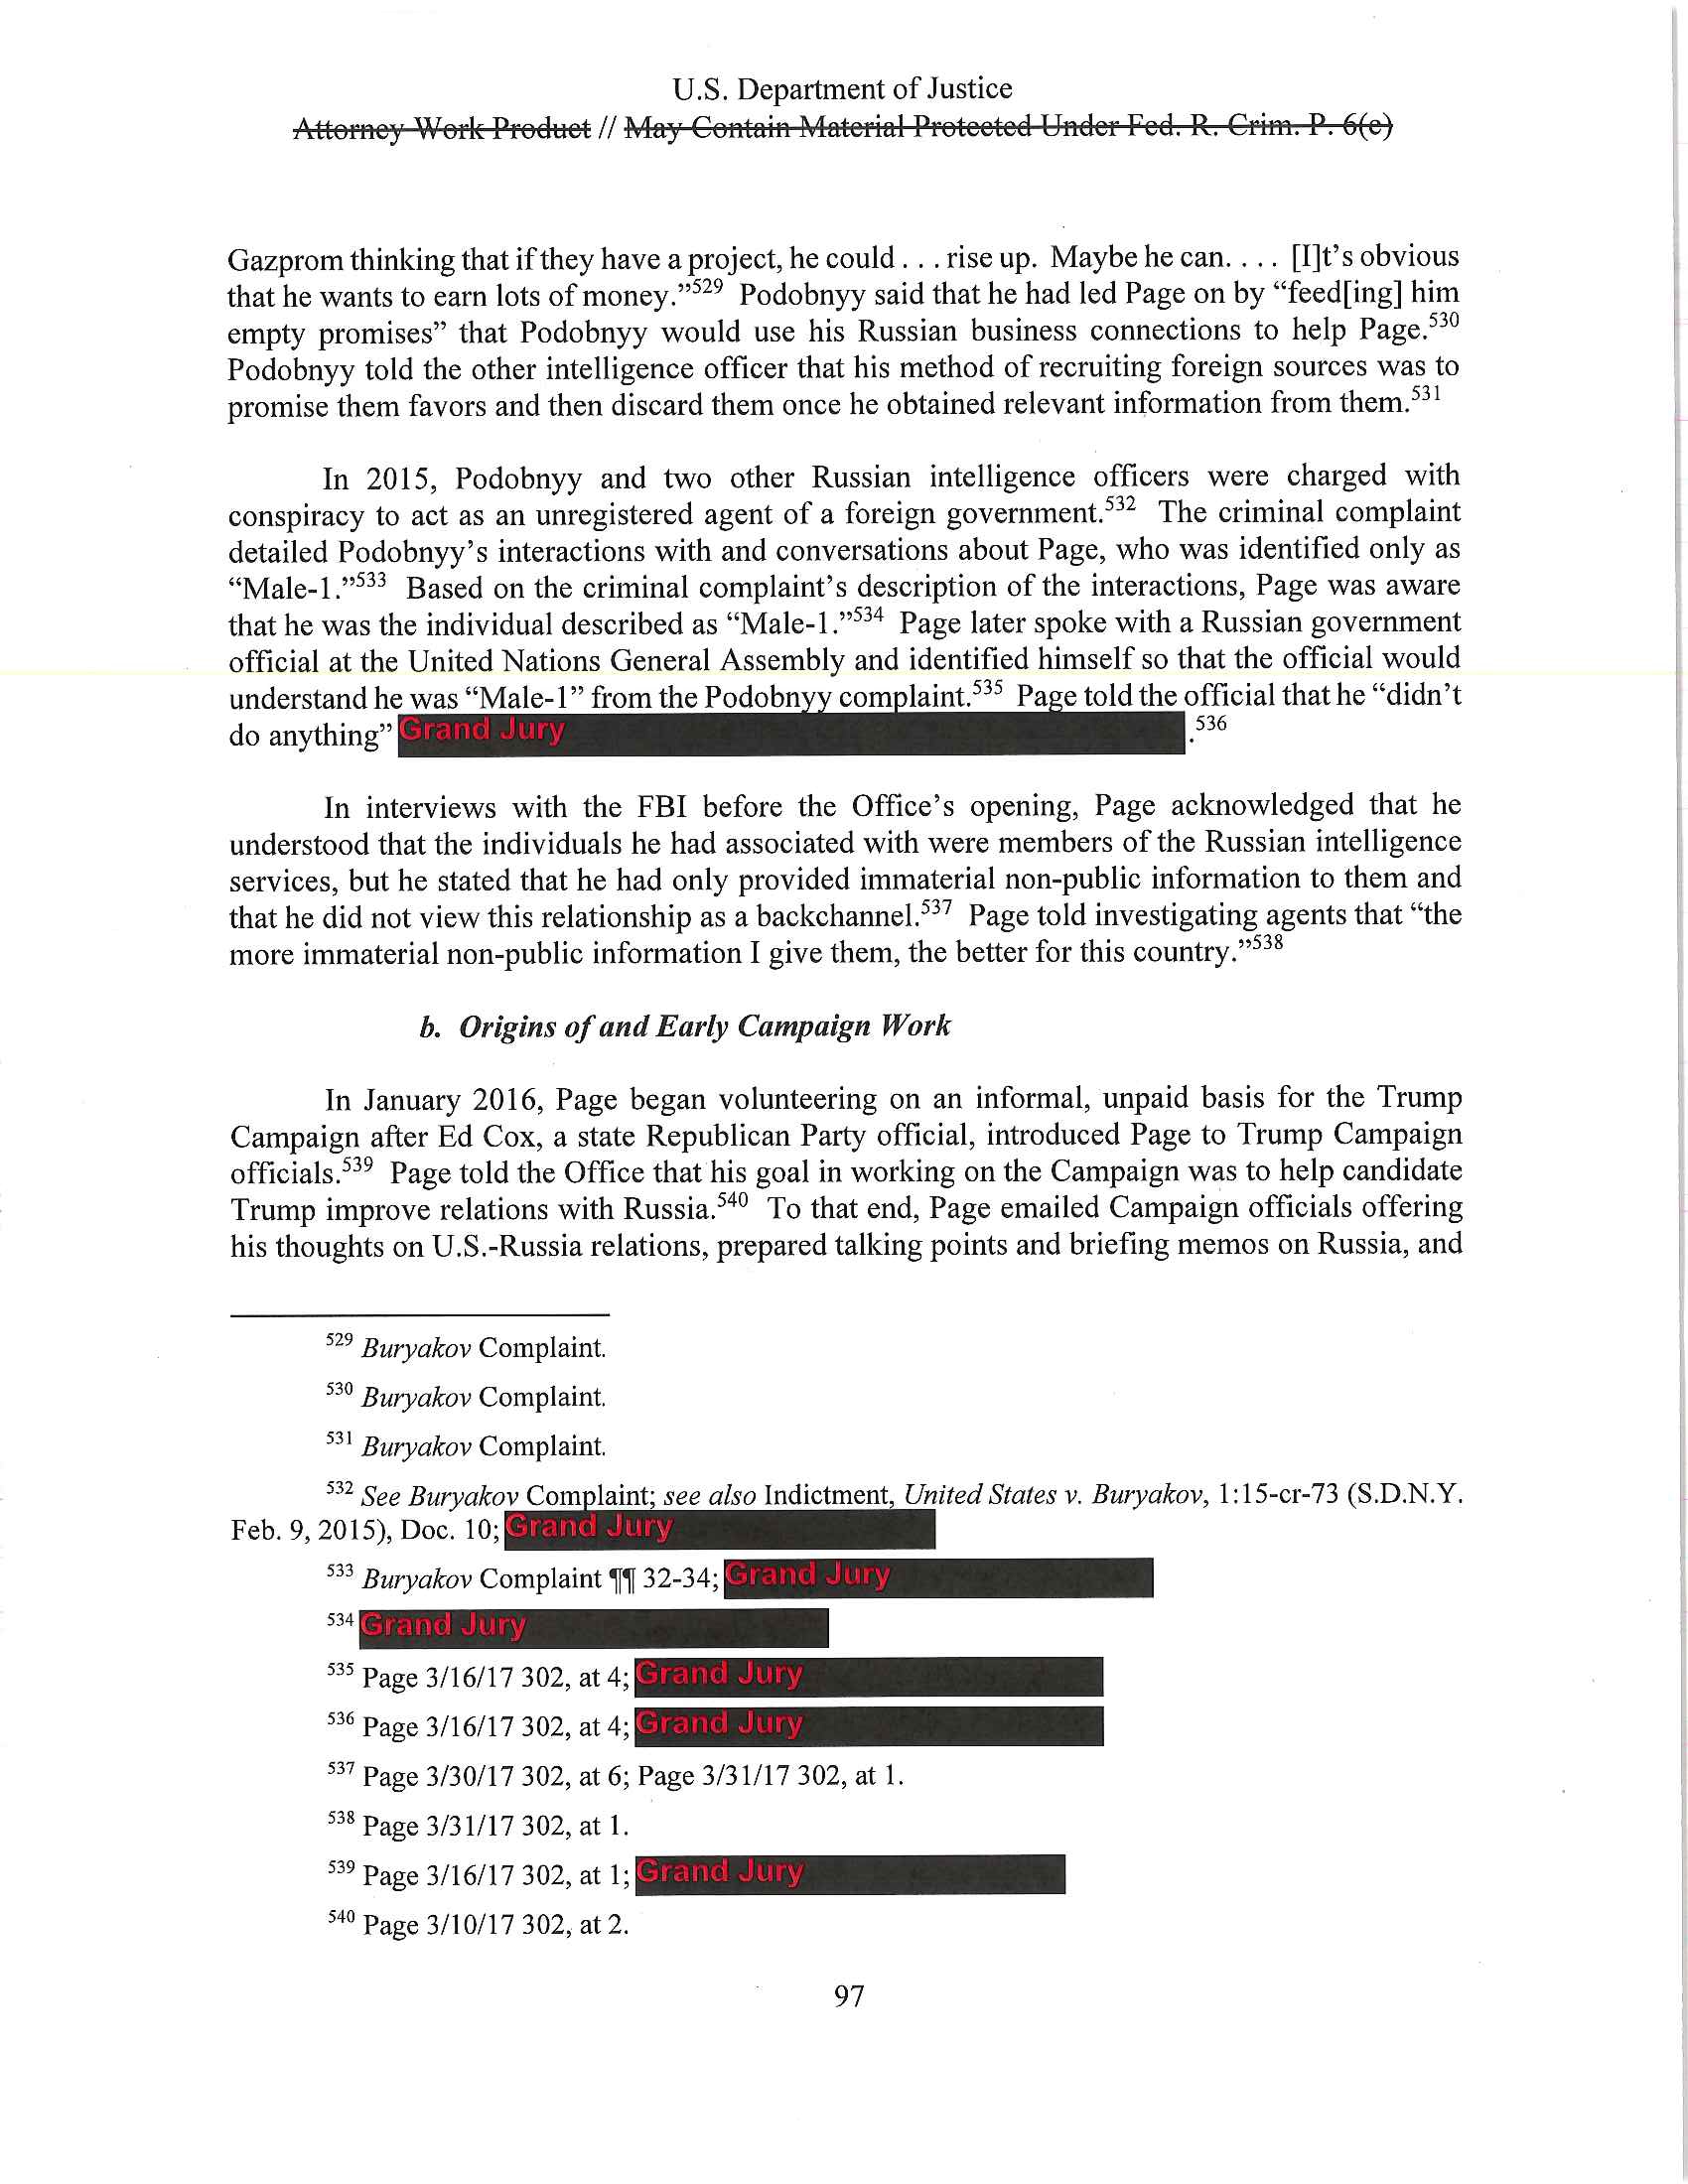 U.S. Department of Justice
Attorney Work Product // May Contain Material Protected Under Fed. R. Crim. P. 6(e)
Gazprom thinking that if they have a project, he could . . . rise up. Maybe he can. . . . [I]t's obvious
that he wants to earn lots of money."529 Podobnyy said that he had led Page on by "feed[ing] him
empty promises" that Podobnyy would use his Russian business connections to help Page.530
Podobnyy told the other intelligence officer that his method of recruiting foreign sources was to
promise them favors and then discard them once he obtained relevant information from them.531
In 2015, Podobnyy and two other Russian intelligence officers were charged with
conspiracy to act as an unregistered agent of a foreign government.532 The criminal complaint
detailed Podobnyy's interactions with and conversations about Page, who was identified only as
"Male-1."533 Based on the criminal complaint's description of the interactions, Page was aware
that he was the individual described as "Male-1."534 Page later spoke with a Russian government
official at the United Nations General Assembly and identified himself so that the official would
understand he was "Male-1" from the Podobnyy complaint.535 Page told the official that he "didn't
do anything" Grand Jury .536
In interviews with the FBI before the Office's opening, Page acknowledged that he
understood that the individuals he had associated with were members of the Russian intelligence
services, but he stated that he had only provided immaterial non-public information to them and
that he did not view this relationship as a backchannel.537 Page told investigating agents that "the
more immaterial non-public information I give them, the better for this country."538
b. Origins of and Early Campaign Work
In January 2016, Page began volunteering on an informal, unpaid basis for the Trump
Campaign after Ed Cox, a state Republican Party official, introduced Page to Trump Campaign
officials.539 Page told the Office that his goal in working on the Campaign was to help candidate
Trump improve relations with Russia.540 To that end, Page emailed Campaign officials offering
his thoughts on U.S.-Russia relations, prepared talking points and briefing memos on Russia, and
529 Buryakov Complaint.
530 Buryakov Complaint.
531 Buryakov Complaint.
532 See Buryakov Complaint; see also Indictment, United States v. Buryakov, 1:15-cr-73 (S.D.N.Y.
Feb. 9, 2015), Doc. 10; Grand Jury
533 Buryakov Complaint ¶¶ 32-34; Grand Jury
534 Grand Jury
535 Page 3/16/17 302, at 4; Grand Jury
536 Page 3/16/17 302, at 4; Grand Jury
537 Page 3/30/17 302, at 6; Page 3/31/17 302, at 1.
538 Page 3/31/17 302, at 1.
539 Page 3/16/17 302, at 1; Grand Jury
540 Page 3/10/17 302, at 2.
97